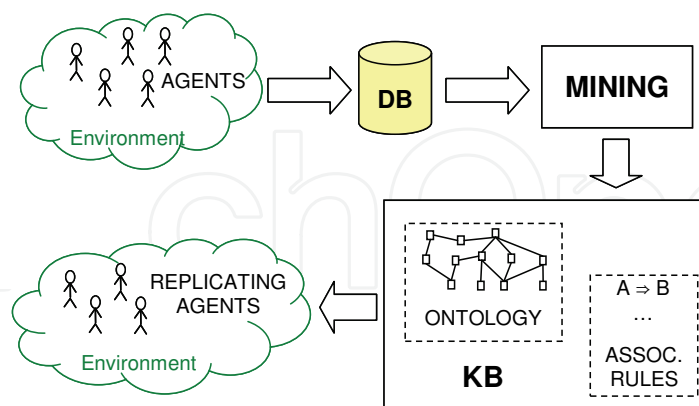 AGENTS
Environment
DB
MINING
REPLICATING
AGENTS
Environment
ONTOLOGY
KB
A ⇒ B
...
ASSOC.
RULES